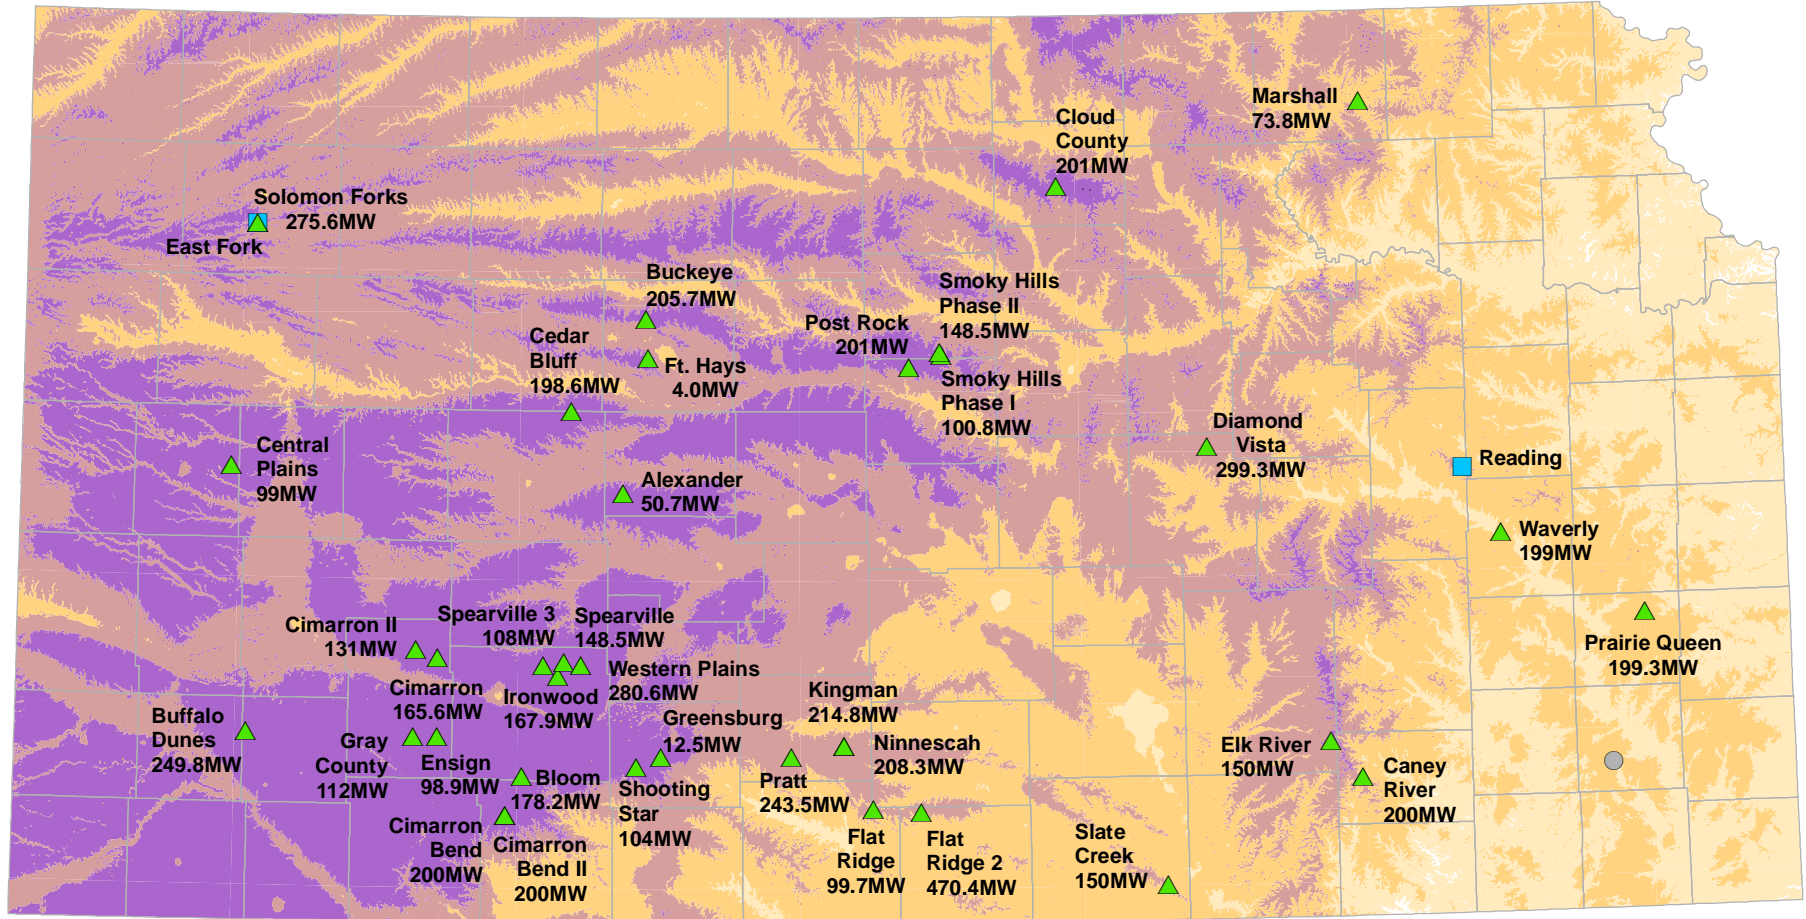 Marshall
73.8MW
Cloud
County
201MW
Solomon Forks
275.6MW
East Fork
Buckeye
205.7MW
Smoky Hills
Phase II
148.5MW
Post Rock
201MW
Cedar
Bluff
198.6MW
Ft. Hays
4.0MW
Smoky Hills
Phase I
100.8MW
Diamond
Vista
299.3MW
Central
Plains
99MW
Reading
Alexander
50.7MW
Waverly
199MW
Spearville 3
108MW
Spearville
148.5MW
Cimarron II
131MW
Prairie Queen
199.3MW
Western Plains
280.6MW
Cimarron
165.6MW
Ironwood
167.9MW
Kingman
214.8MW
Buffalo
Dunes
249.8MW
Greensburg
12.5MW
Gray
County
112MW
Ensign
98.9MW
Ninnescah
208.3MW
Elk River
150MW
Bloom
178.2MW
Pratt
243.5MW
Caney
River
200MW
Shooting
Star
104MW
Cimarron
Bend
200MW
Cimarron
Bend II
200MW
Flat
Ridge
99.7MW
Flat
Ridge 2
470.4MW
Slate
Creek
150MW